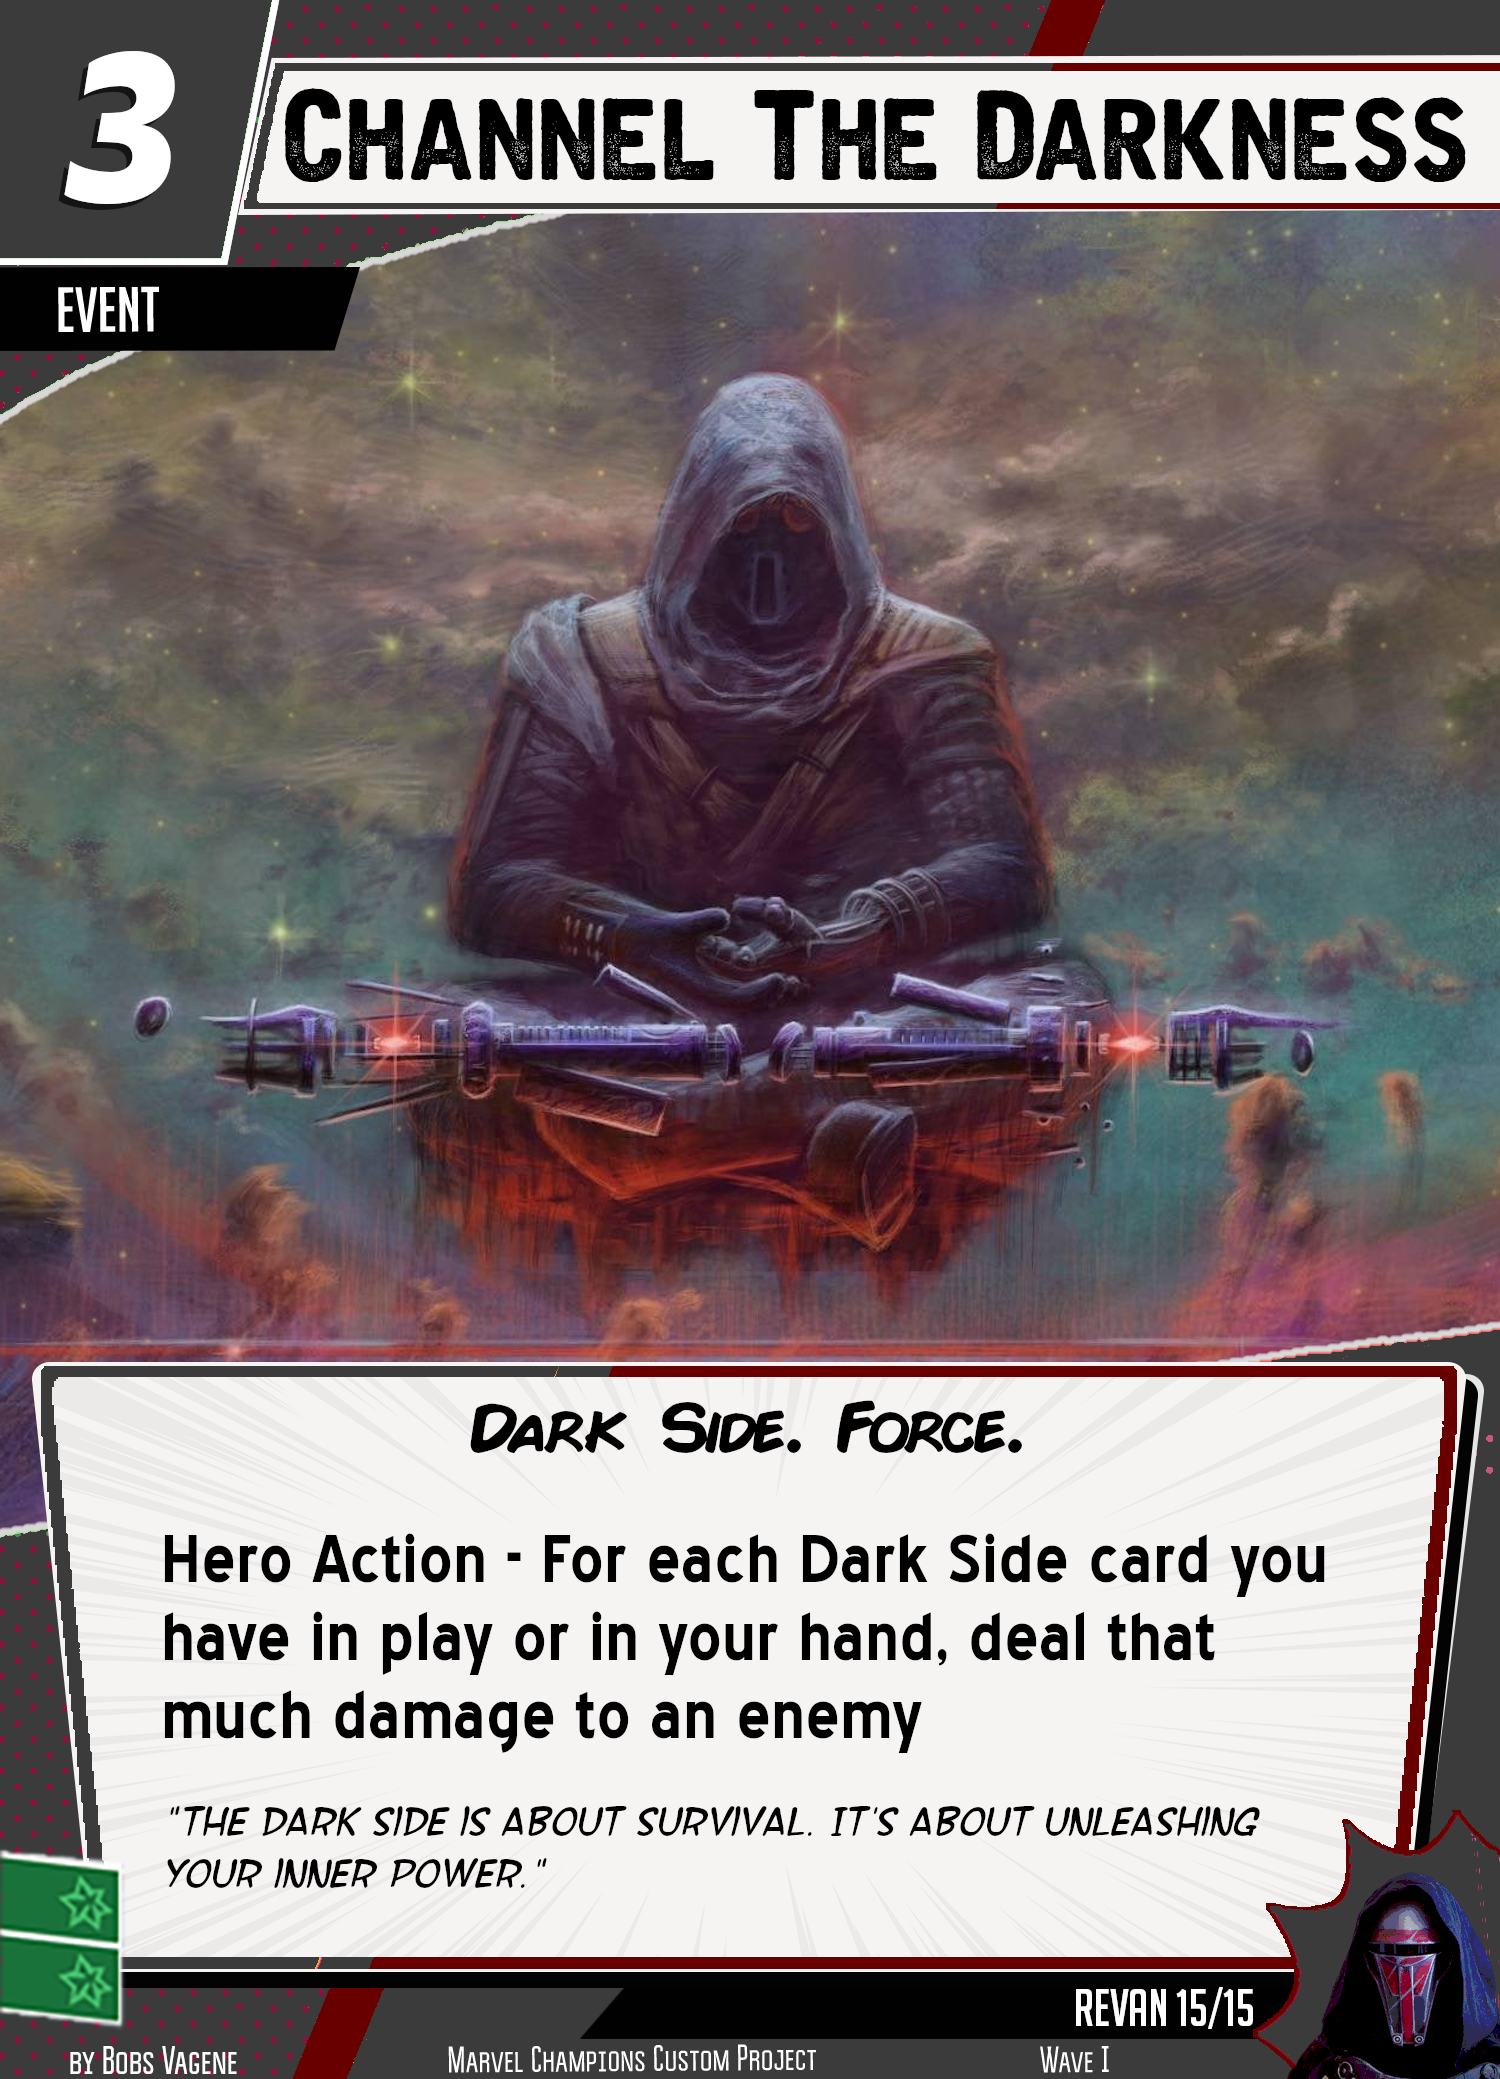 3
CHANNEL THE DARKNESS
EVENT
DARK SIDE. FORCE.
Hero Action - For each Dark Side card you
have in play or in your hand, deal that
much damage to an enemy
"THE DARK SIDE IS ABOUT SURVIVAL. IT'S ABOUT UNLEASHING
YOUR INNER POWER."
REVAN 15/15
BY BOBS VAGENE
MARVEL CHAMPIONS CUSTOM PROJECT
WAVE I